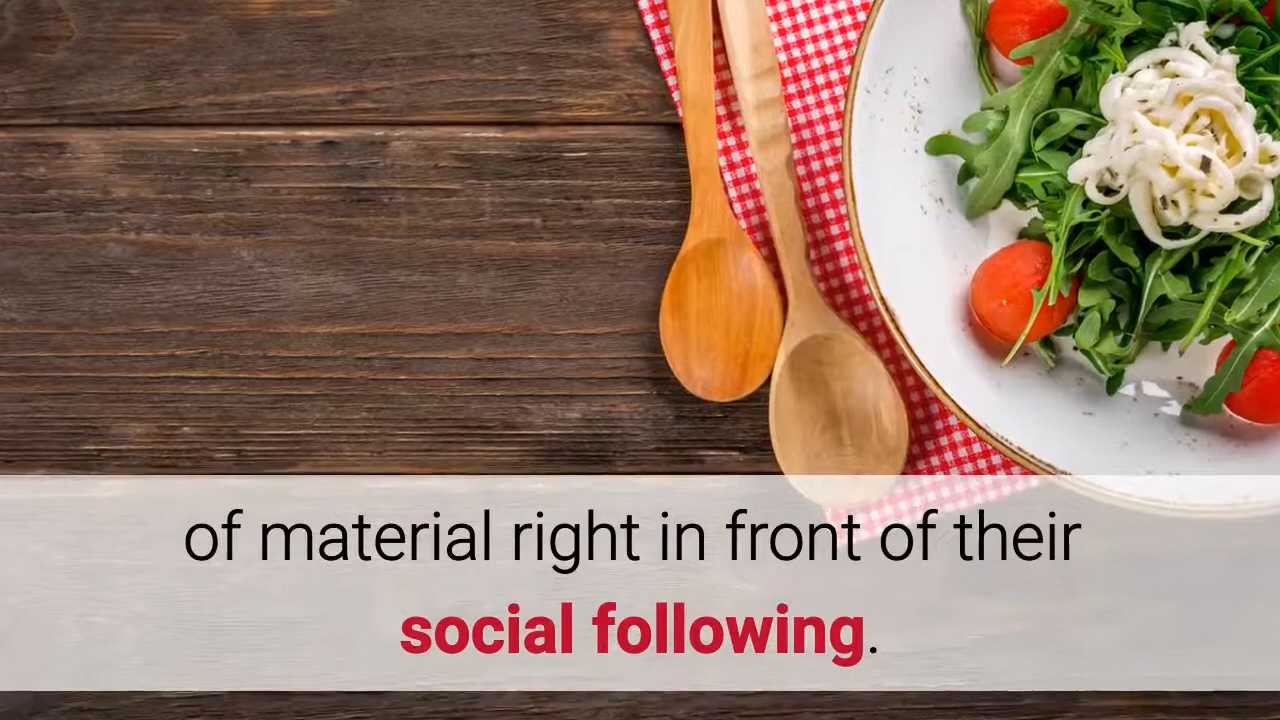 of material right in front of their
social following.